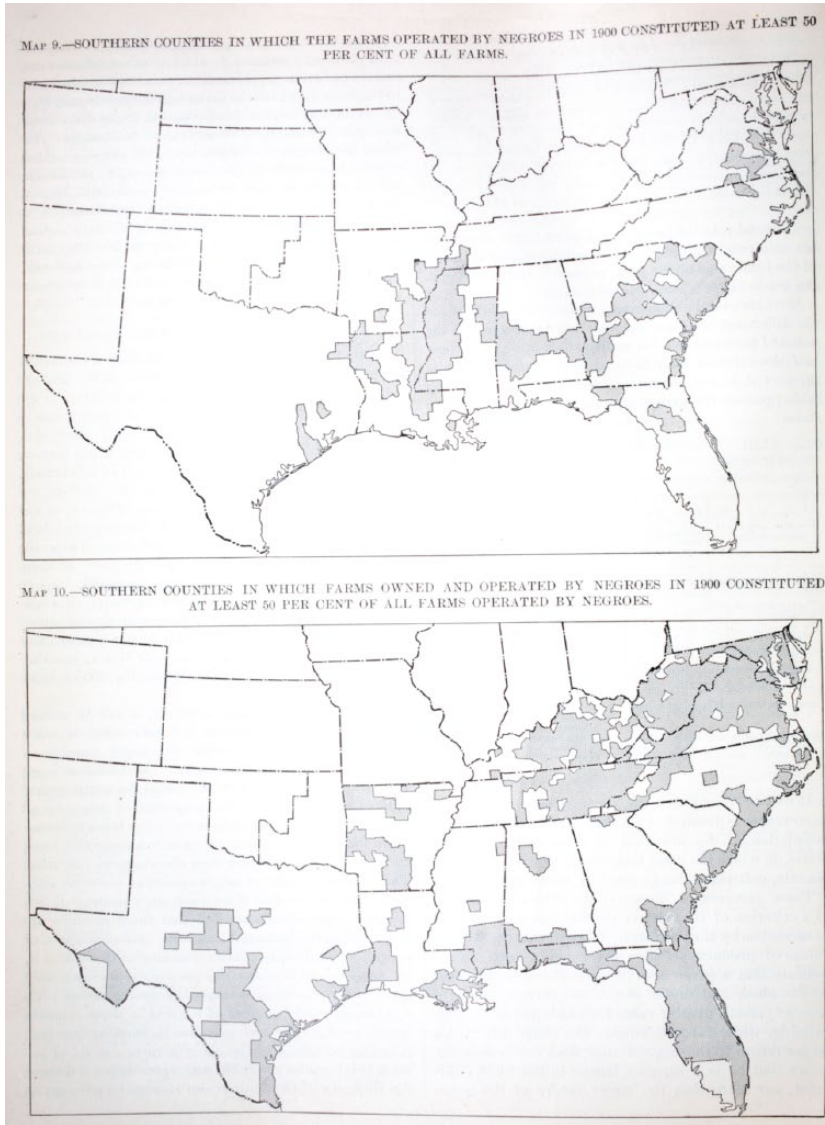 MAP 9.—SOUTHERN COUNTIES IN WHICH THE FARMS OPERATED BY NEGROES IN 1900 CONSTITUTED AT LEAST 50
PER CENT OF ALL FARMS.
MAP 10.—SOUTHERN COUNTIES IN WHICH FARMS OWNED AND OPERATED BY NEGROES IN 1900 CONSTITUTED
AT LEAST 50 PER CENT OF ALL FARMS OPERATED BY NEGROES.